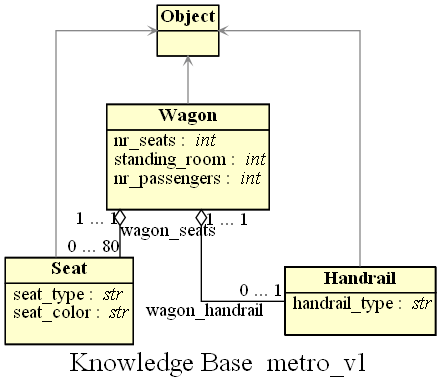 Object
Wagon
nr_seats : int
standing_room : int
nr_passengers : int
1 ... 1
1 ... 1
wagon_seats
0 ... 80
Seat
seat_type : str
seat_color : str
0 ... 1
wagon_handrail
Handrail
handrail_type : str
Knowledge Base metro_v1